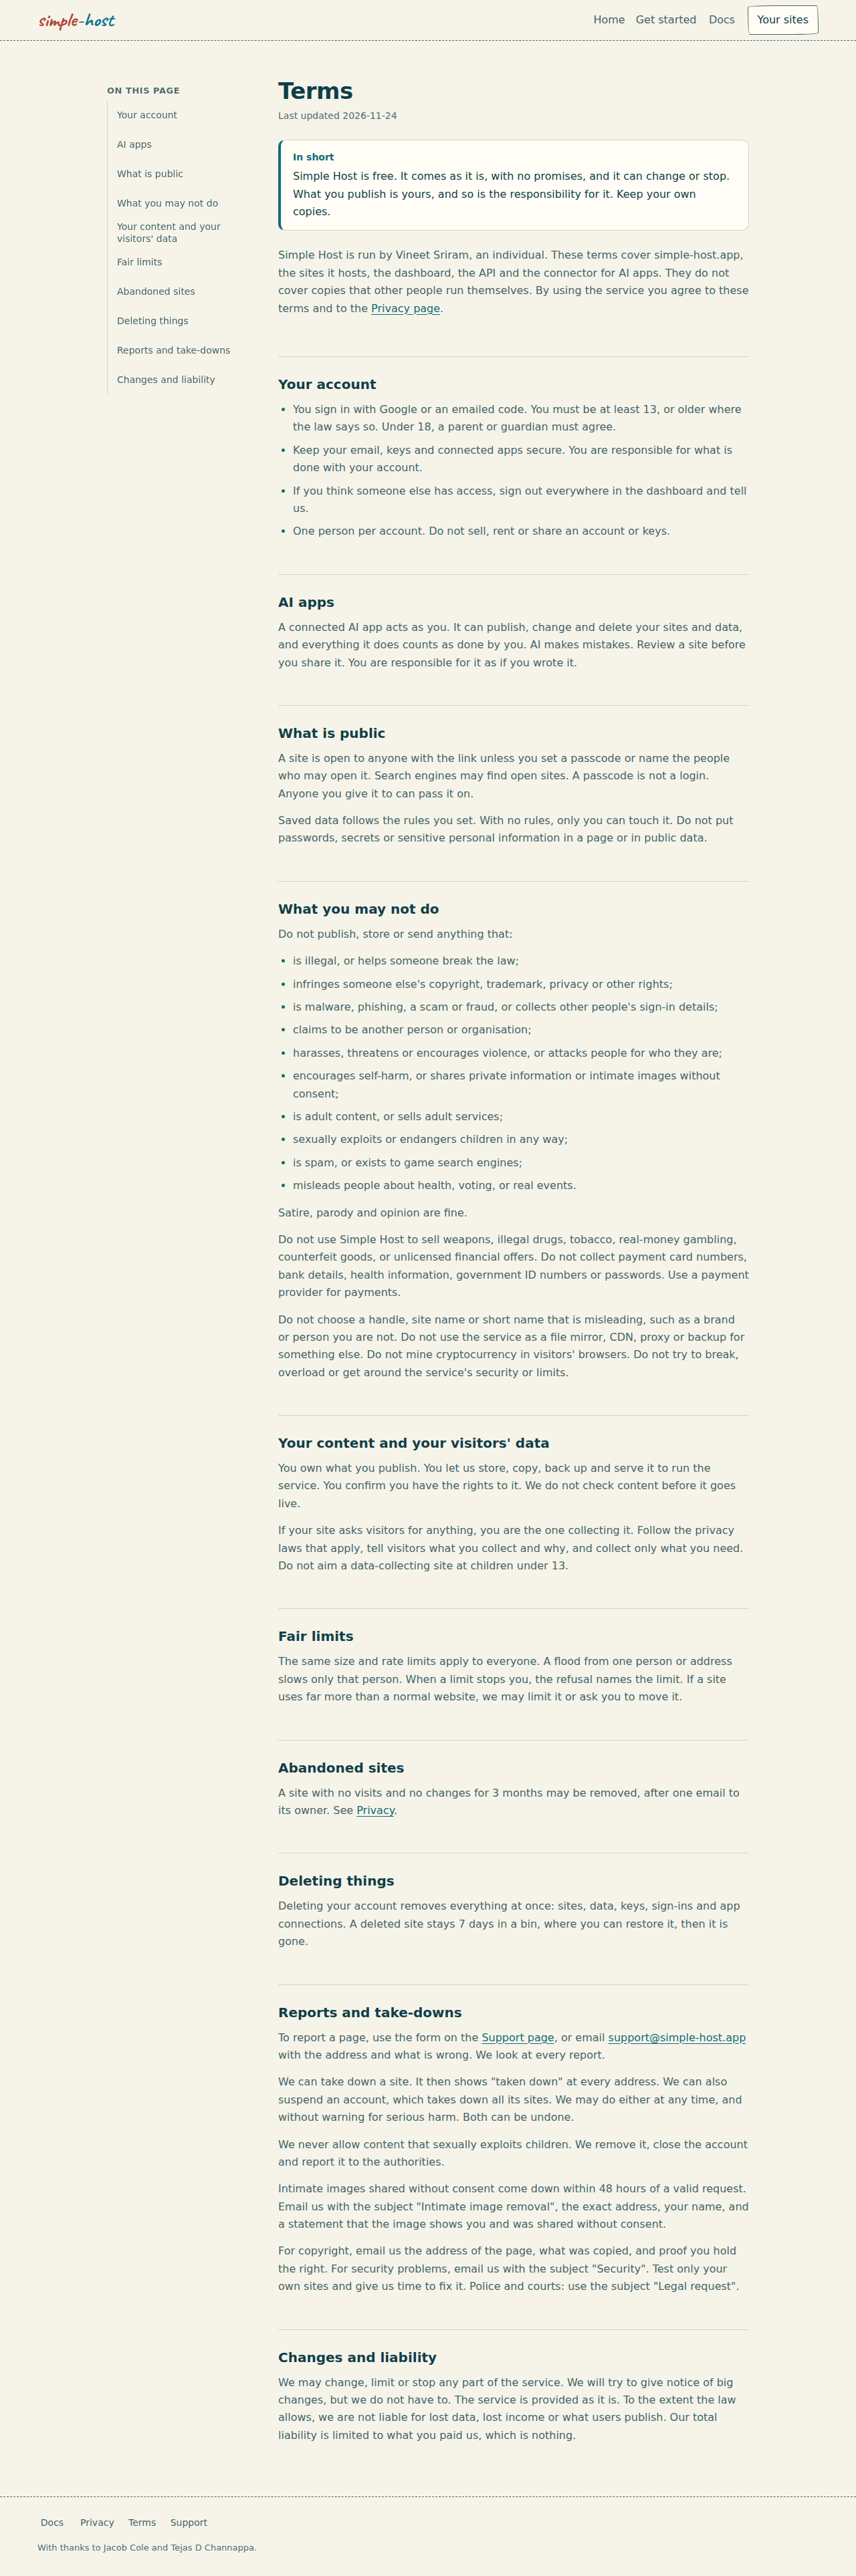 simple-host
Home Get started Docs Your sites
ON THIS PAGE
Your account
AI apps
What is public
What you may not do
Your content and your
visitors' data
Fair limits
Abandoned sites
Deleting things
Reports and take-downs
Changes and liability
Terms
Last updated 2026-11-24
In short
Simple Host is free. It comes as it is, with no promises, and it can change or stop.
What you publish is yours, and so is the responsibility for it. Keep your own
copies.
Simple Host is run by Vineet Sriram, an individual. These terms cover simple-host.app,
the sites it hosts, the dashboard, the API and the connector for AI apps. They do not
cover copies that other people run themselves. By using the service you agree to these
terms and to the Privacy page.
Your account
• You sign in with Google or an emailed code. You must be at least 13, or older where
the law says so. Under 18, a parent or guardian must agree.
• Keep your email, keys and connected apps secure. You are responsible for what is
done with your account.
• If you think someone else has access, sign out everywhere in the dashboard and tell
us.
• One person per account. Do not sell, rent or share an account or keys.
AI apps
A connected AI app acts as you. It can publish, change and delete your sites and data,
and everything it does counts as done by you. AI makes mistakes. Review a site before
you share it. You are responsible for it as if you wrote it.
What is public
A site is open to anyone with the link unless you set a passcode or name the people
who may open it. Search engines may find open sites. A passcode is not a login.
Anyone you give it to can pass it on.
Saved data follows the rules you set. With no rules, only you can touch it. Do not put
passwords, secrets or sensitive personal information in a page or in public data.
What you may not do
Do not publish, store or send anything that:
• is illegal, or helps someone break the law;
• infringes someone else's copyright, trademark, privacy or other rights;
• is malware, phishing, a scam or fraud, or collects other people's sign-in details;
• claims to be another person or organisation;
• harasses, threatens or encourages violence, or attacks people for who they are;
• encourages self-harm, or shares private information or intimate images without
consent;
• is adult content, or sells adult services;
• sexually exploits or endangers children in any way;
• is spam, or exists to game search engines;
• misleads people about health, voting, or real events.
Satire, parody and opinion are fine.
Do not use Simple Host to sell weapons, illegal drugs, tobacco, real-money gambling,
counterfeit goods, or unlicensed financial offers. Do not collect payment card numbers,
bank details, health information, government ID numbers or passwords. Use a payment
provider for payments.
Do not choose a handle, site name or short name that is misleading, such as a brand
or person you are not. Do not use the service as a file mirror, CDN, proxy or backup for
something else. Do not mine cryptocurrency in visitors' browsers. Do not try to break,
overload or get around the service's security or limits.
Your content and your visitors' data
You own what you publish. You let us store, copy, back up and serve it to run the
service. You confirm you have the rights to it. We do not check content before it goes
live.
If your site asks visitors for anything, you are the one collecting it. Follow the privacy
laws that apply, tell visitors what you collect and why, and collect only what you need.
Do not aim a data-collecting site at children under 13.
Fair limits
The same size and rate limits apply to everyone. A flood from one person or address
slows only that person. When a limit stops you, the refusal names the limit. If a site
uses far more than a normal website, we may limit it or ask you to move it.
Abandoned sites
A site with no visits and no changes for 3 months may be removed, after one email to
its owner. See Privacy.
Deleting things
Deleting your account removes everything at once: sites, data, keys, sign-ins and app
connections. A deleted site stays 7 days in a bin, where you can restore it, then it is
gone.
Reports and take-downs
To report a page, use the form on the Support page, or email support@simple-host.app
with the address and what is wrong. We look at every report.
We can take down a site. It then shows "taken down" at every address. We can also
suspend an account, which takes down all its sites. We may do either at any time, and
without warning for serious harm. Both can be undone.
We never allow content that sexually exploits children. We remove it, close the account
and report it to the authorities.
Intimate images shared without consent come down within 48 hours of a valid request.
Email us with the subject "Intimate image removal", the exact address, your name, and
a statement that the image shows you and was shared without consent.
For copyright, email us the address of the page, what was copied, and proof you hold
the right. For security problems, email us with the subject "Security". Test only your
own sites and give us time to fix it. Police and courts: use the subject "Legal request".
Changes and liability
We may change, limit or stop any part of the service. We will try to give notice of big
changes, but we do not have to. The service is provided as it is. To the extent the law
allows, we are not liable for lost data, lost income or what users publish. Our total
liability is limited to what you paid us, which is nothing.
Docs Privacy Terms Support
With thanks to Jacob Cole and Tejas D Channappa.